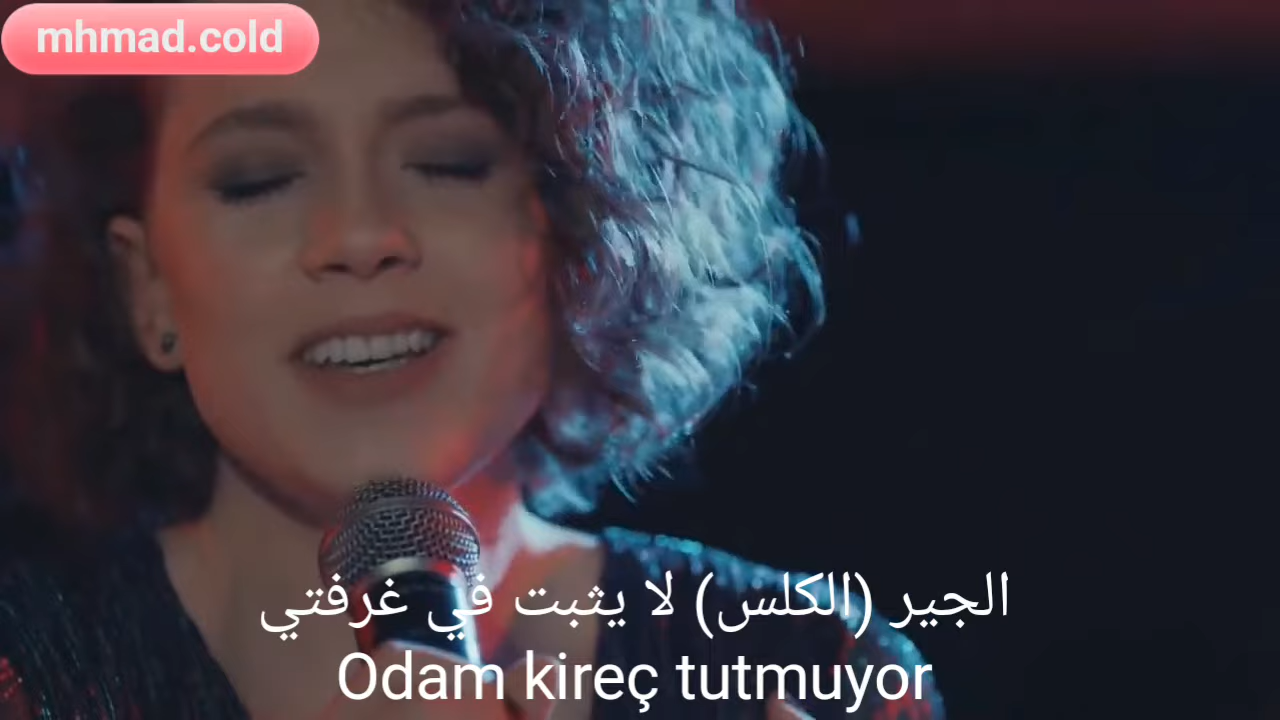 mhmad.cold
الجير (الكلس) لا يثبت في غرفتي
Odam kireç tutmuyor